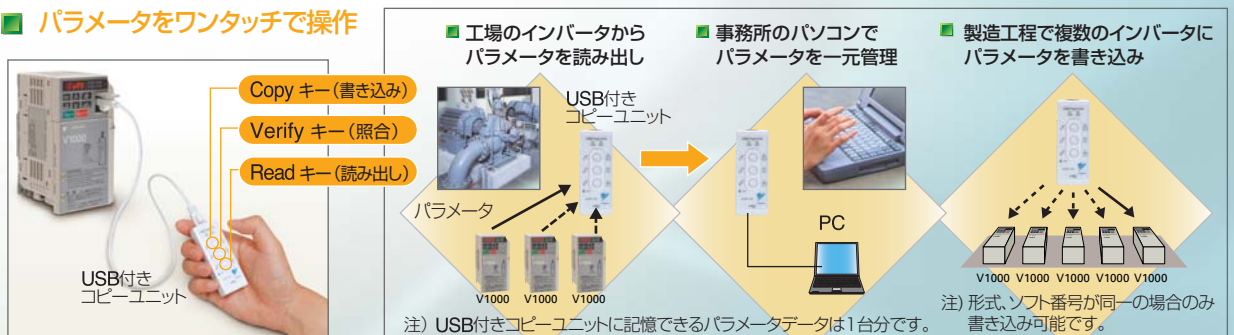 パラメータをワンタッチで操作
Copy キー(書き込み)
Verify キー(照合)
Read キー(読み出し)
USB付き
コピーユニット
V1000
工場のインバータから
パラメータを読み出し
USB付き
コピーユニット
パラメータ
V1000 V1000 V1000
事務所のパソコンで
パラメータを一元管理
PC
注) USB付きコピーユニットに記憶できるパラメータデータは1台分です。
製造工程で複数のインバータに
パラメータを書き込み
V1000 V1000 V1000 V1000 V1000
注) 形式、ソフト番号が同一の場合のみ
書き込み可能です。